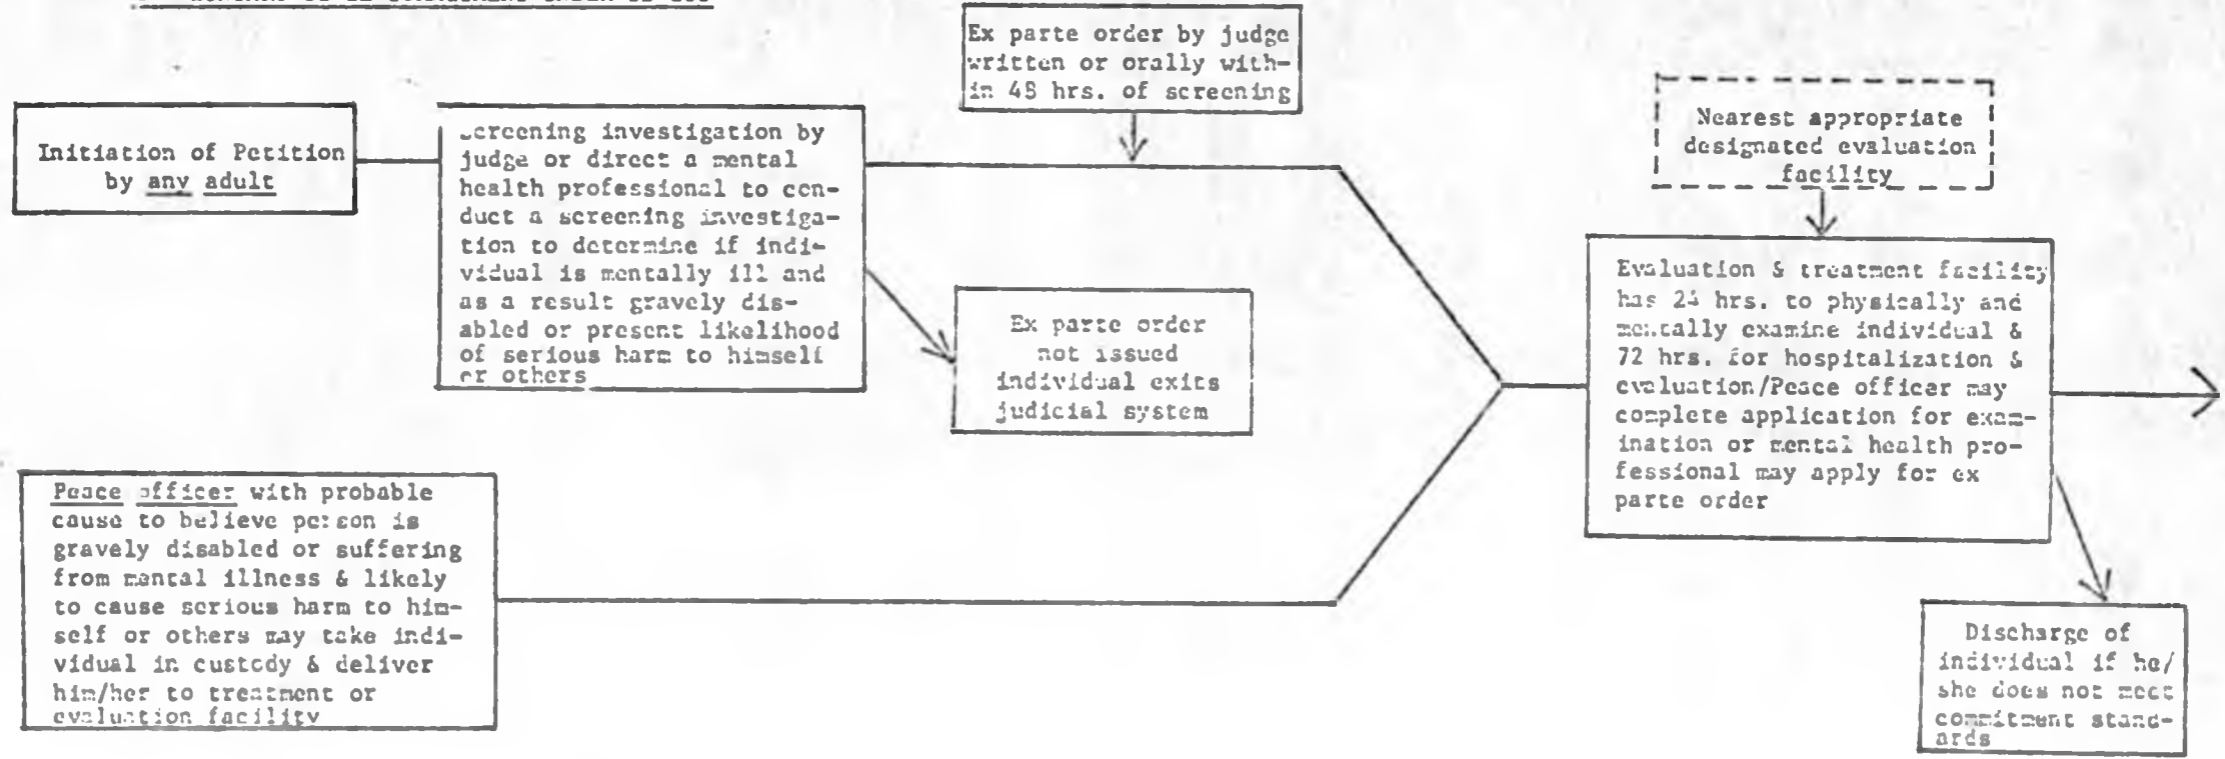 Ex parte order by judge
written or orally with-
in 48 hrs. of screening
Initiation of Petition
by any adult
Screening investigation by
judge or direct a mental
health professional to con-
duct a screening investiga-
tion to determine if indi-
vidual is mentally ill and
as a result gravely dis-
abled or present likelihood
of serious harm to himself
or others
Nearest appropriate
designated evaluation
facility
Ex parte order
not issued
individual exits
judicial system
Evaluation & treatment facility
has hrs. to physically and
mentally examine individual &
72 hrs. for hospitalization &
evaluation/Peace officer may
complete application for exam-
ination or mental health pro-
fessional may apply for ex
parte order
Peace officer with probable
cause to believe person is
gravely disabled or suffering
from mental illness & likely
to cause serious harm to him-
self or others may take indi-
vidual in custody & deliver
him/her to treatment or
evaluation facility
Discharge of
individual if he/
she does not meet
commitment stand-
ards